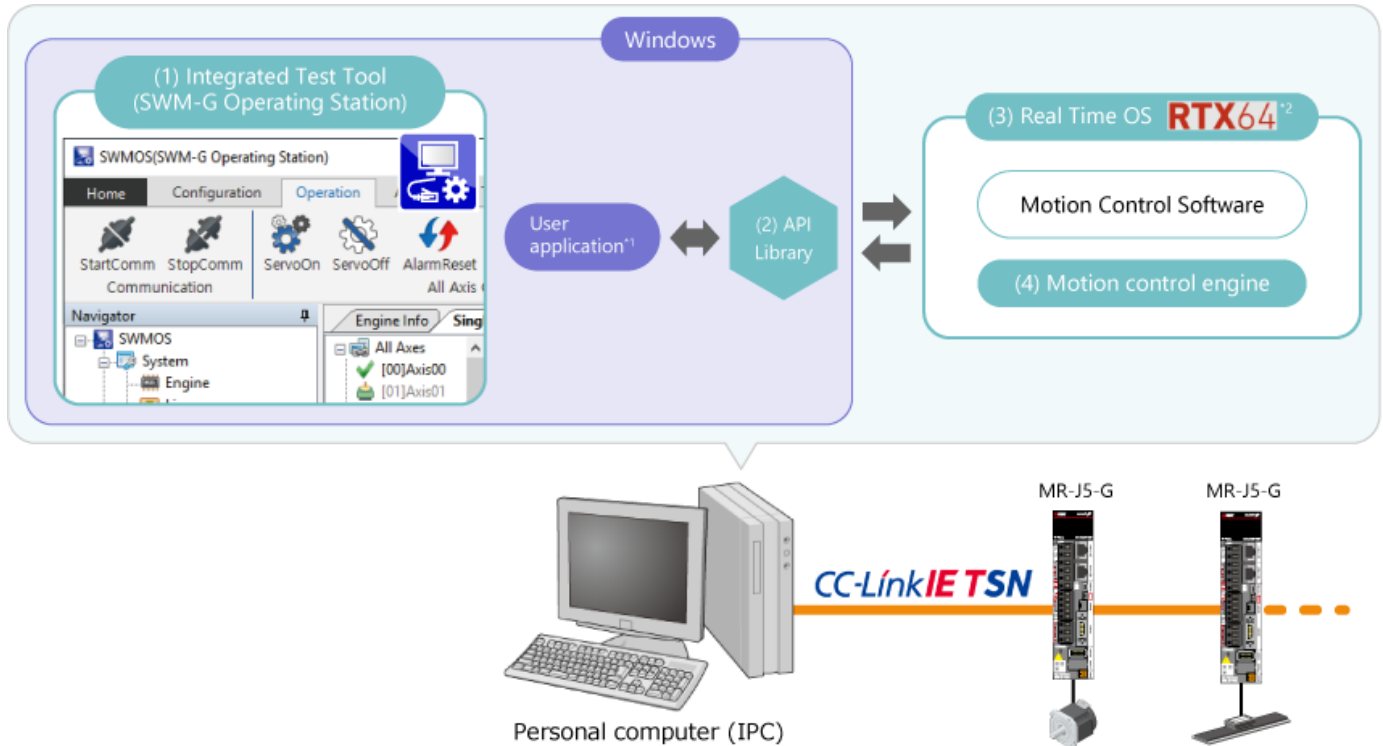 Windows
(1) Integrated Test Tool
(SWM-G Operating Station)
SWMOS(SWM-G Operating Station)
Home
Configuration
Operation
StartComm
StopComm
ServoOn
ServoOff
AlarmReset
Communication
All Axis
Navigator
SWMOS
System
Engine
Engine Info
All Axes
[00]Axis00
[01]Axis01
User
application*1
(2) API
Library
(3) Real Time OS RTX64*2
Motion Control Software
(4) Motion control engine
MR-J5-G
MR-J5-G
CC-Link IE TSN
Personal computer (IPC)